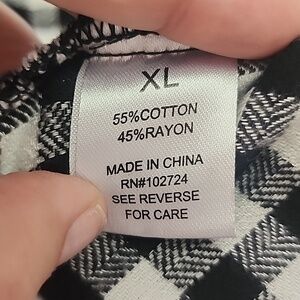 XL
55%COTTON
45%RAYON
MADE IN CHINA
RN#102724
SEE REVERSE
FOR CARE